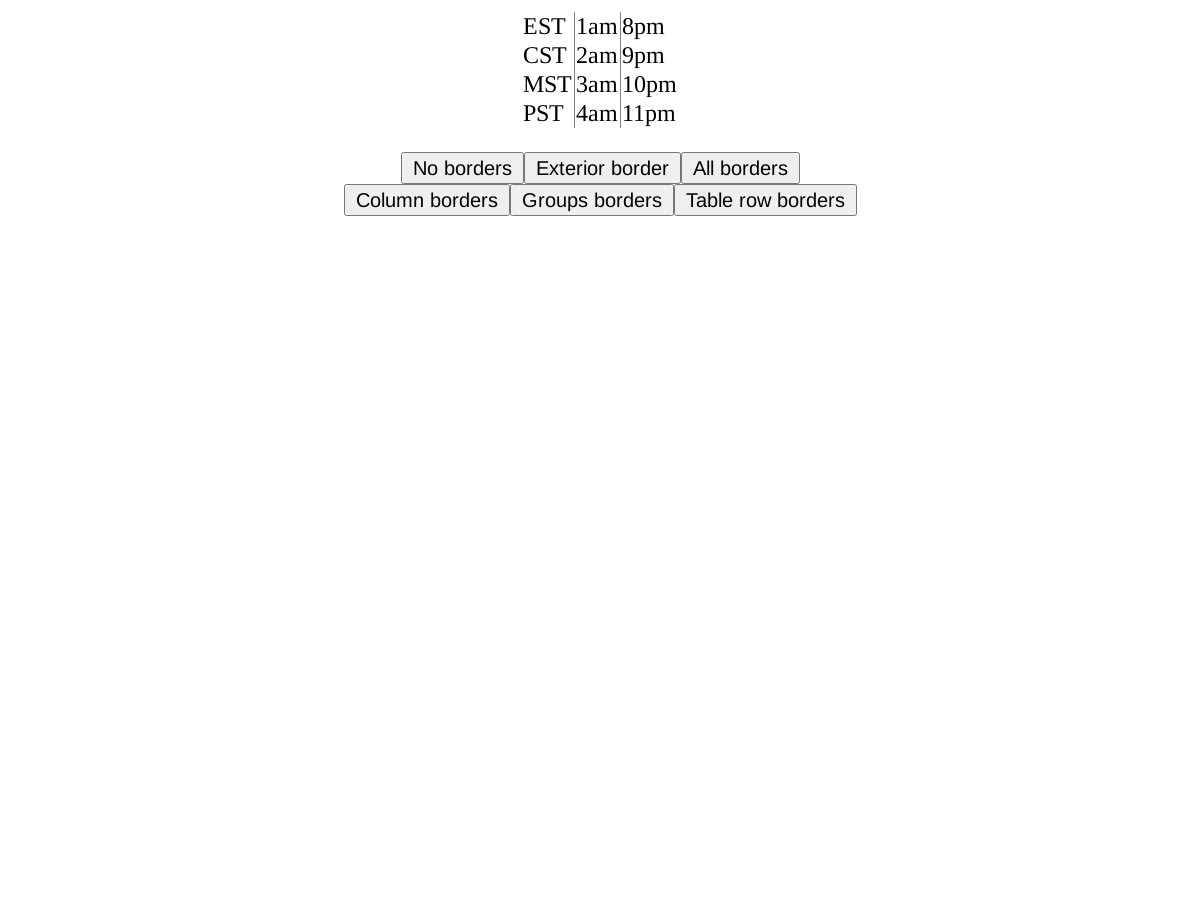 EST 1am 8pm
CST 2am 9pm
MST 3am 10pm
PST 4am 11pm
No borders Exterior border All borders
Column borders Groups borders Table row borders